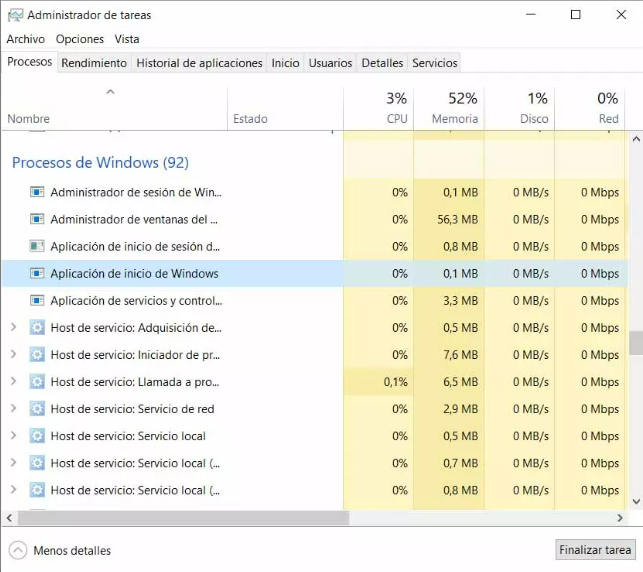 Administrador de tareas
Archivo Opciones Vista
Procesos Rendimiento Historial de aplicaciones Inicio Usuarios Detalles Servicios
3% 52% 1% 0%
Nombre Estado CPU Memoria Disco Red
Procesos de Windows (92)
Administrador de sesión de Win... 0% 0,1 MB 0 MB/s 0 Mbps
Administrador de ventanas del ... 0% 56,3 MB 0 MB/s 0 Mbps
Aplicación de inicio de sesión d... 0% 0,8 MB 0 MB/s 0 Mbps
Aplicación de inicio de Windows 0% 0,1 MB 0 MB/s 0 Mbps
Aplicación de servicios y control... 0% 3,3 MB 0 MB/s 0 Mbps
Host de servicio: Adquisición de... 0% 0,5 MB 0 MB/s 0 Mbps
Host de servicio: Iniciador de pr... 0% 7,6 MB 0 MB/s 0 Mbps
Host de servicio: Llamada a pro... 0,1% 6,5 MB 0 MB/s 0 Mbps
Host de servicio: Servicio de red 0% 2,9 MB 0 MB/s 0 Mbps
Host de servicio: Servicio local 0% 0,5 MB 0 MB/s 0 Mbps
Host de servicio: Servicio local (... 0% 0,7 MB 0 MB/s 0 Mbps
Host de servicio: Servicio local (... 0% 0,8 MB 0 MB/s 0 Mbps
Menos detalles Finalizar tarea